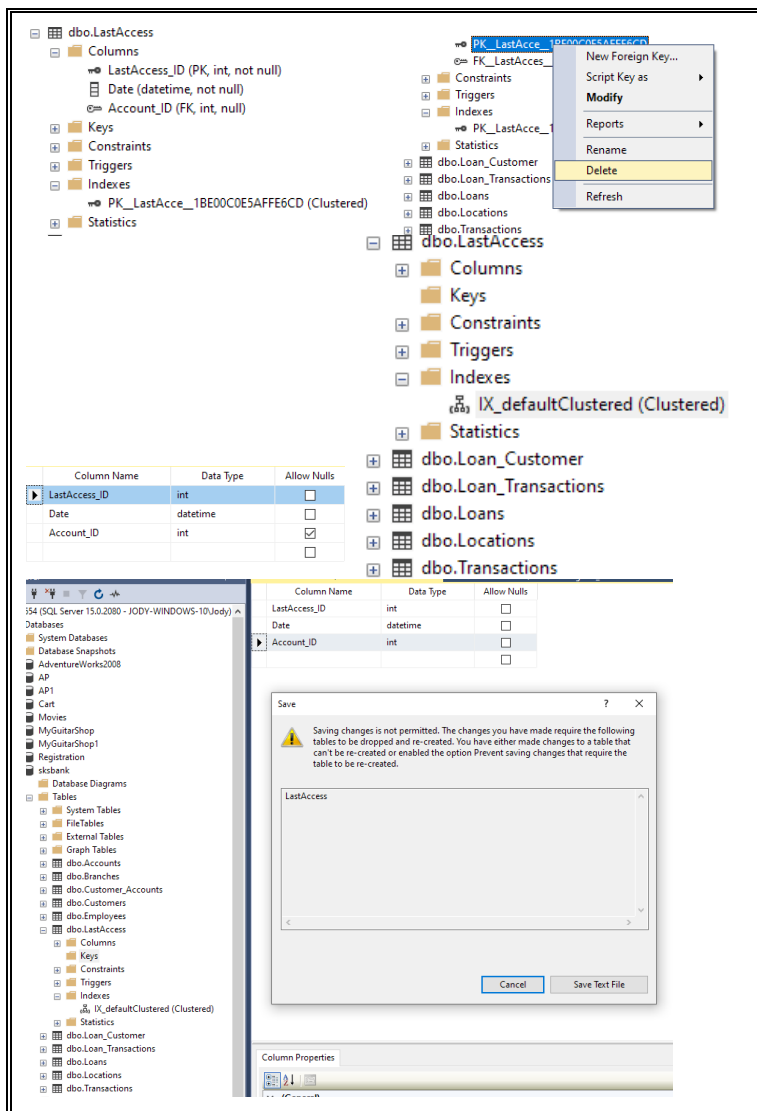 dbo.LastAccess
Columns
LastAccess_ID (PK, int, not null)
Date (datetime, not null)
Account_ID (FK, int, null)
Keys
Constraints
Triggers
Indexes
PK__LastAcce__1BE00C0E5AFFE6CD (Clustered)
Statistics
PK__LastAcce__1BE00C0E5AFFE6CD
FK__LastAcces_
Constraints
Triggers
Indexes
PK__LastAcce__1
Statistics
dbo.Loan_Customer
dbo.Loan_Transactions
dbo.Loans
dbo.Locations
dbo.Transactions
New Foreign Key...
Script Key as
Modify
Reports
Rename
Delete
Refresh
dbo.LastAccess
Columns
Keys
Constraints
Triggers
Indexes
IX_defaultClustered (Clustered)
Statistics
dbo.Loan_Customer
dbo.Loan_Transactions
dbo.Loans
dbo.Locations
dbo.Transactions
Column Name Data Type Allow Nulls
LastAccess_ID int
Date datetime
Account_ID int
554 (SQL Server 15.0.2080 - JODY-WINDOWS-10\Jody)
Databases
System Databases
Database Snapshots
AdventureWorks2008
AP
AP1
Cart
Movies
MyGuitarShop
MyGuitarShop1
Registration
sksbank
Database Diagrams
Tables
System Tables
FileTables
External Tables
Graph Tables
dbo.Accounts
dbo.Branches
dbo.Customer_Accounts
dbo.Customers
dbo.Employees
dbo.LastAccess
Columns
Keys
Constraints
Triggers
Indexes
IX_defaultClustered (Clustered)
Statistics
dbo.Loan_Customer
dbo.Loan_Transactions
dbo.Loans
dbo.Locations
dbo.Transactions
Column Name Data Type Allow Nulls
LastAccess_ID int
Date datetime
Account_ID int
Save ? X
Saving changes is not permitted. The changes you have made require the following
tables to be dropped and re-created. You have either made changes to a table that
can't be re-created or enabled the option Prevent saving changes that require the
table to be re-created.
LastAccess
Cancel Save Text File
Column Properties
(General)